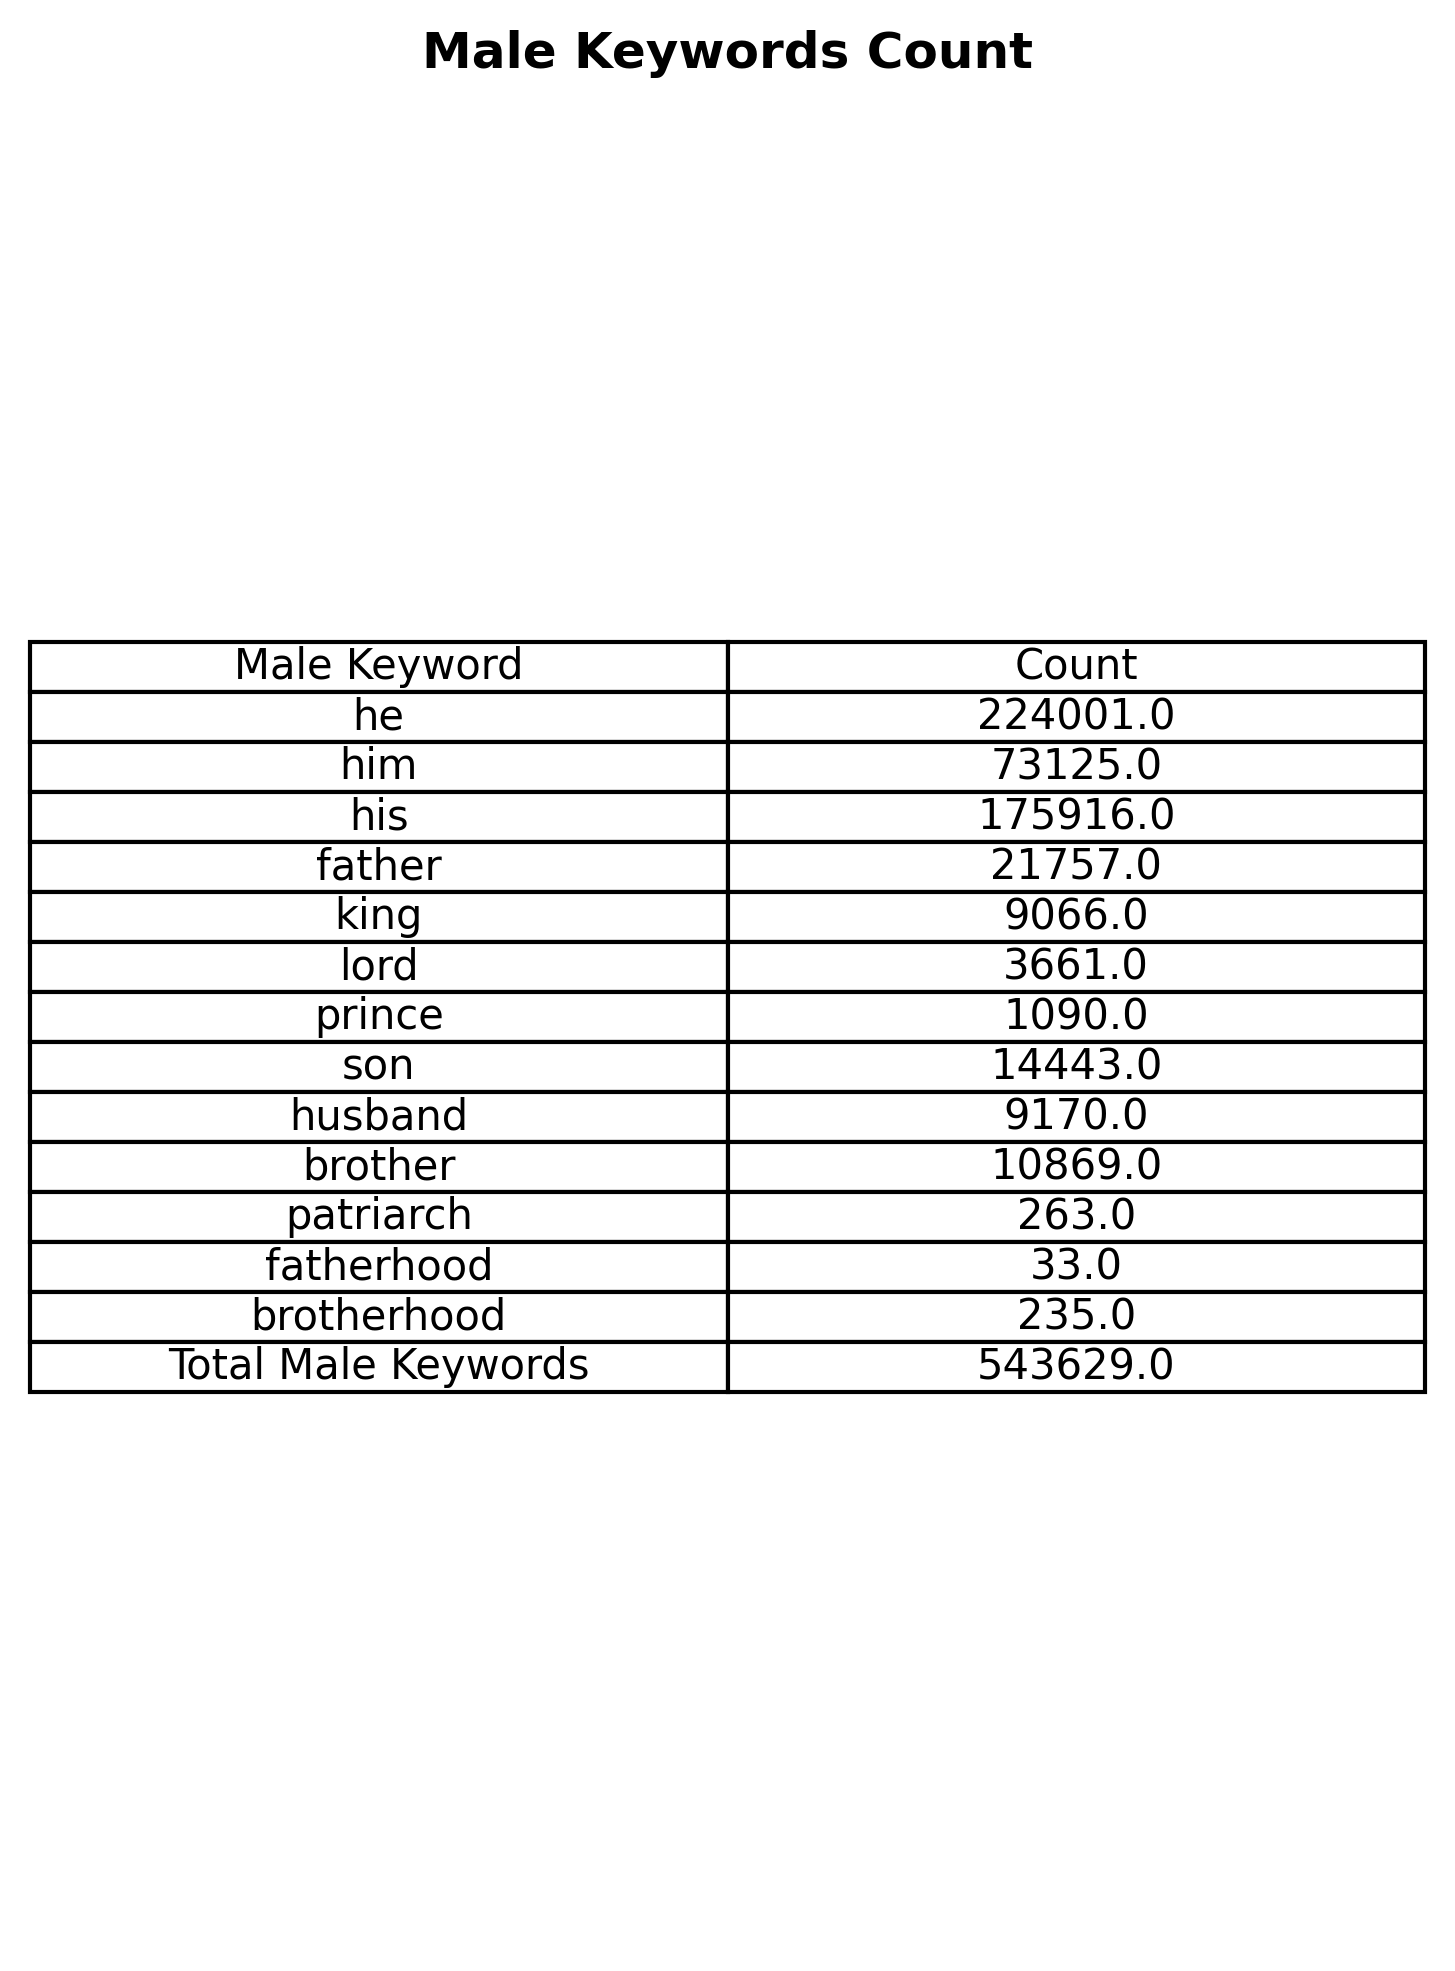 Male Keywords Count
Male Keyword Count
he 224001.0
him 73125.0
his 175916.0
father 21757.0
king 9066.0
lord 3661.0
prince 1090.0
son 14443.0
husband 9170.0
brother 10869.0
patriarch 263.0
fatherhood 33.0
brotherhood 235.0
Total Male Keywords 543629.0